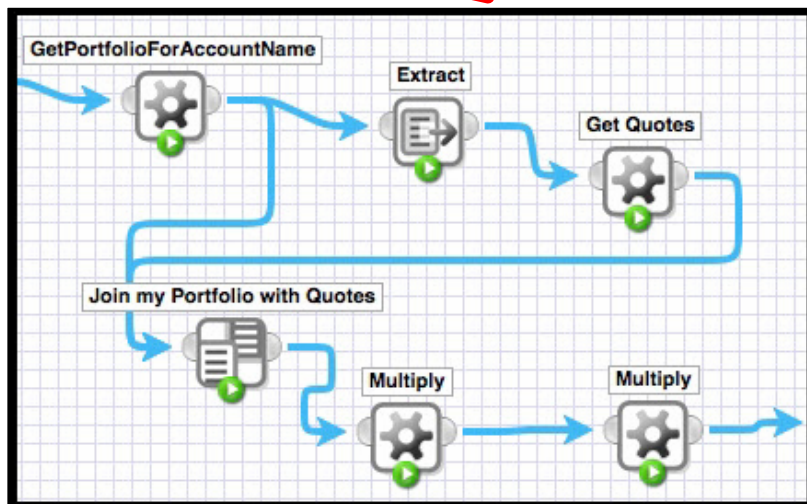 GetPortfolioForAccountName
Extract
Get Quotes
Join my Portfolio with Quotes
Multiply
Multiply